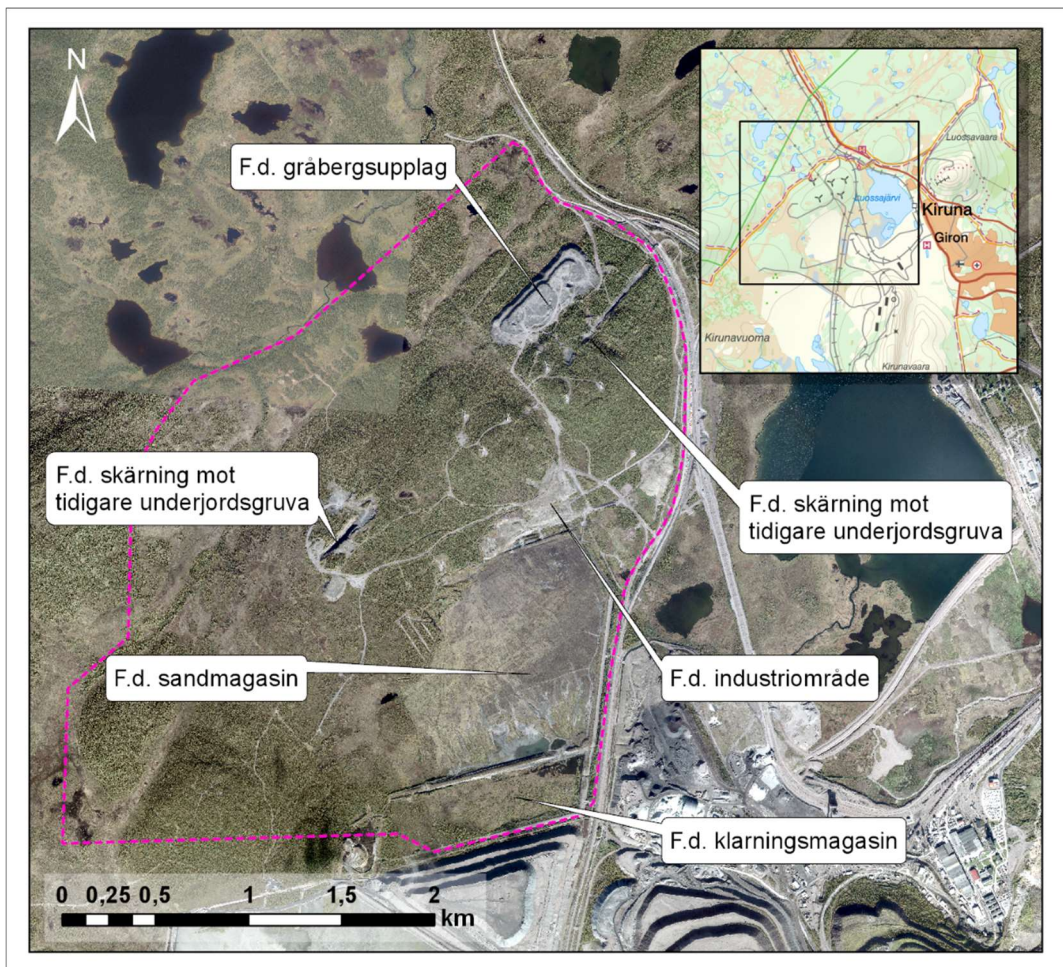 N
F.d. gråbergsupplag
Luossavaara
Luossajärvi
Kiruna
Giron
Kirunavuoma
Kirunavaara
F.d. skärning mot
tidigare underjordsgruva
F.d. skärning mot
tidigare underjordsgruva
F.d. sandmagasin
F.d. industriområde
F.d. klarningsmagasin
0 0,25 0,5 1 1,5 2
km